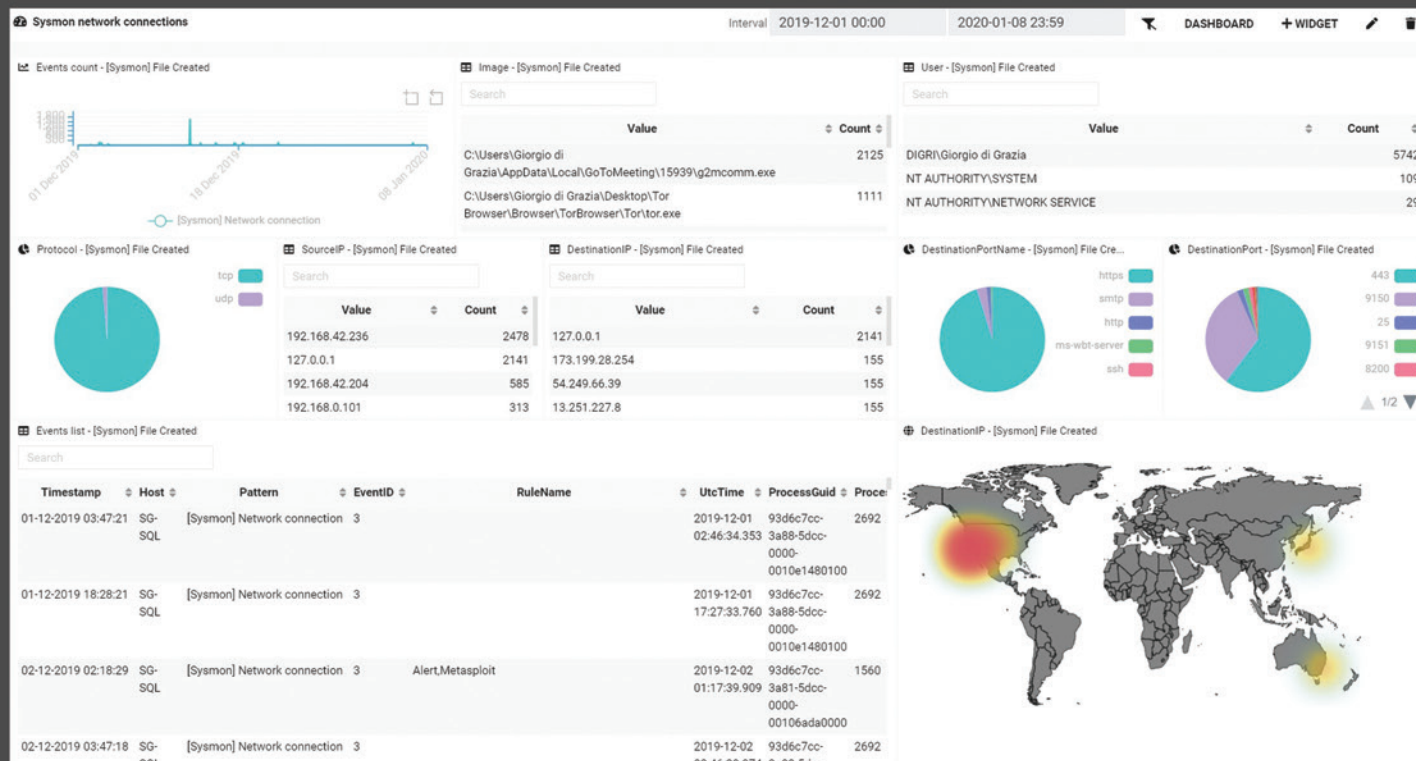 Sysmon network connections
Interval 2019-12-01 00:00 2020-01-08 23:59 DASHBOARD + WIDGET
Events count - [Sysmon] File Created
01 Dec 2019 18 Dec 2019 08 Jan 2020
[Sysmon] Network connection
Image - [Sysmon] File Created
Search
Value Count
C:\Users\Giorgio di 2125
Grazia\AppData\Local\GoToMeeting\15939\g2mcomm.exe
C:\Users\Giorgio di Grazia\Desktop\Tor 1111
Browser\Browser\TorBrowser\Tor\tor.exe
User - [Sysmon] File Created
Search
Value Count
DIGRI\Giorgio di Grazia 5742
NT AUTHORITY\SYSTEM 109
NT AUTHORITY\NETWORK SERVICE 29
Protocol - [Sysmon] File Created
tcp
udp
SourceIP - [Sysmon] File Created
Search
Value Count
192.168.42.236 2478
127.0.0.1 2141
192.168.42.204 585
192.168.0.101 313
DestinationIP - [Sysmon] File Created
Search
Value Count
127.0.0.1 2141
173.199.28.254 155
54.249.66.39 155
13.251.227.8 155
DestinationPortName - [Sysmon] File Cre...
https
smtp
http
ms-wbt-server
ssh
DestinationPort - [Sysmon] File Created
443
9150
25
9151
8200
1/2
Events list - [Sysmon] File Created
Search
Timestamp Host Pattern EventID RuleName UtcTime ProcessGuid Proce
01-12-2019 03:47:21 SG- [Sysmon] Network connection 3 2019-12-01 93d6c7cc- 2692
SQL 02:46:34.353 3a88-5dcc-
0000-
0010e1480100
01-12-2019 18:28:21 SG- [Sysmon] Network connection 3 2019-12-01 93d6c7cc- 2692
SQL 17:27:33.760 3a88-5dcc-
0000-
0010e1480100
02-12-2019 02:18:29 SG- [Sysmon] Network connection 3 Alert,Metasploit 2019-12-02 93d6c7cc- 1560
SQL 01:17:39.909 3a81-5dcc-
0000-
00106ada0000
02-12-2019 03:47:18 SG- [Sysmon] Network connection 3 2019-12-02 93d6c7cc- 2692
DestinationIP - [Sysmon] File Created